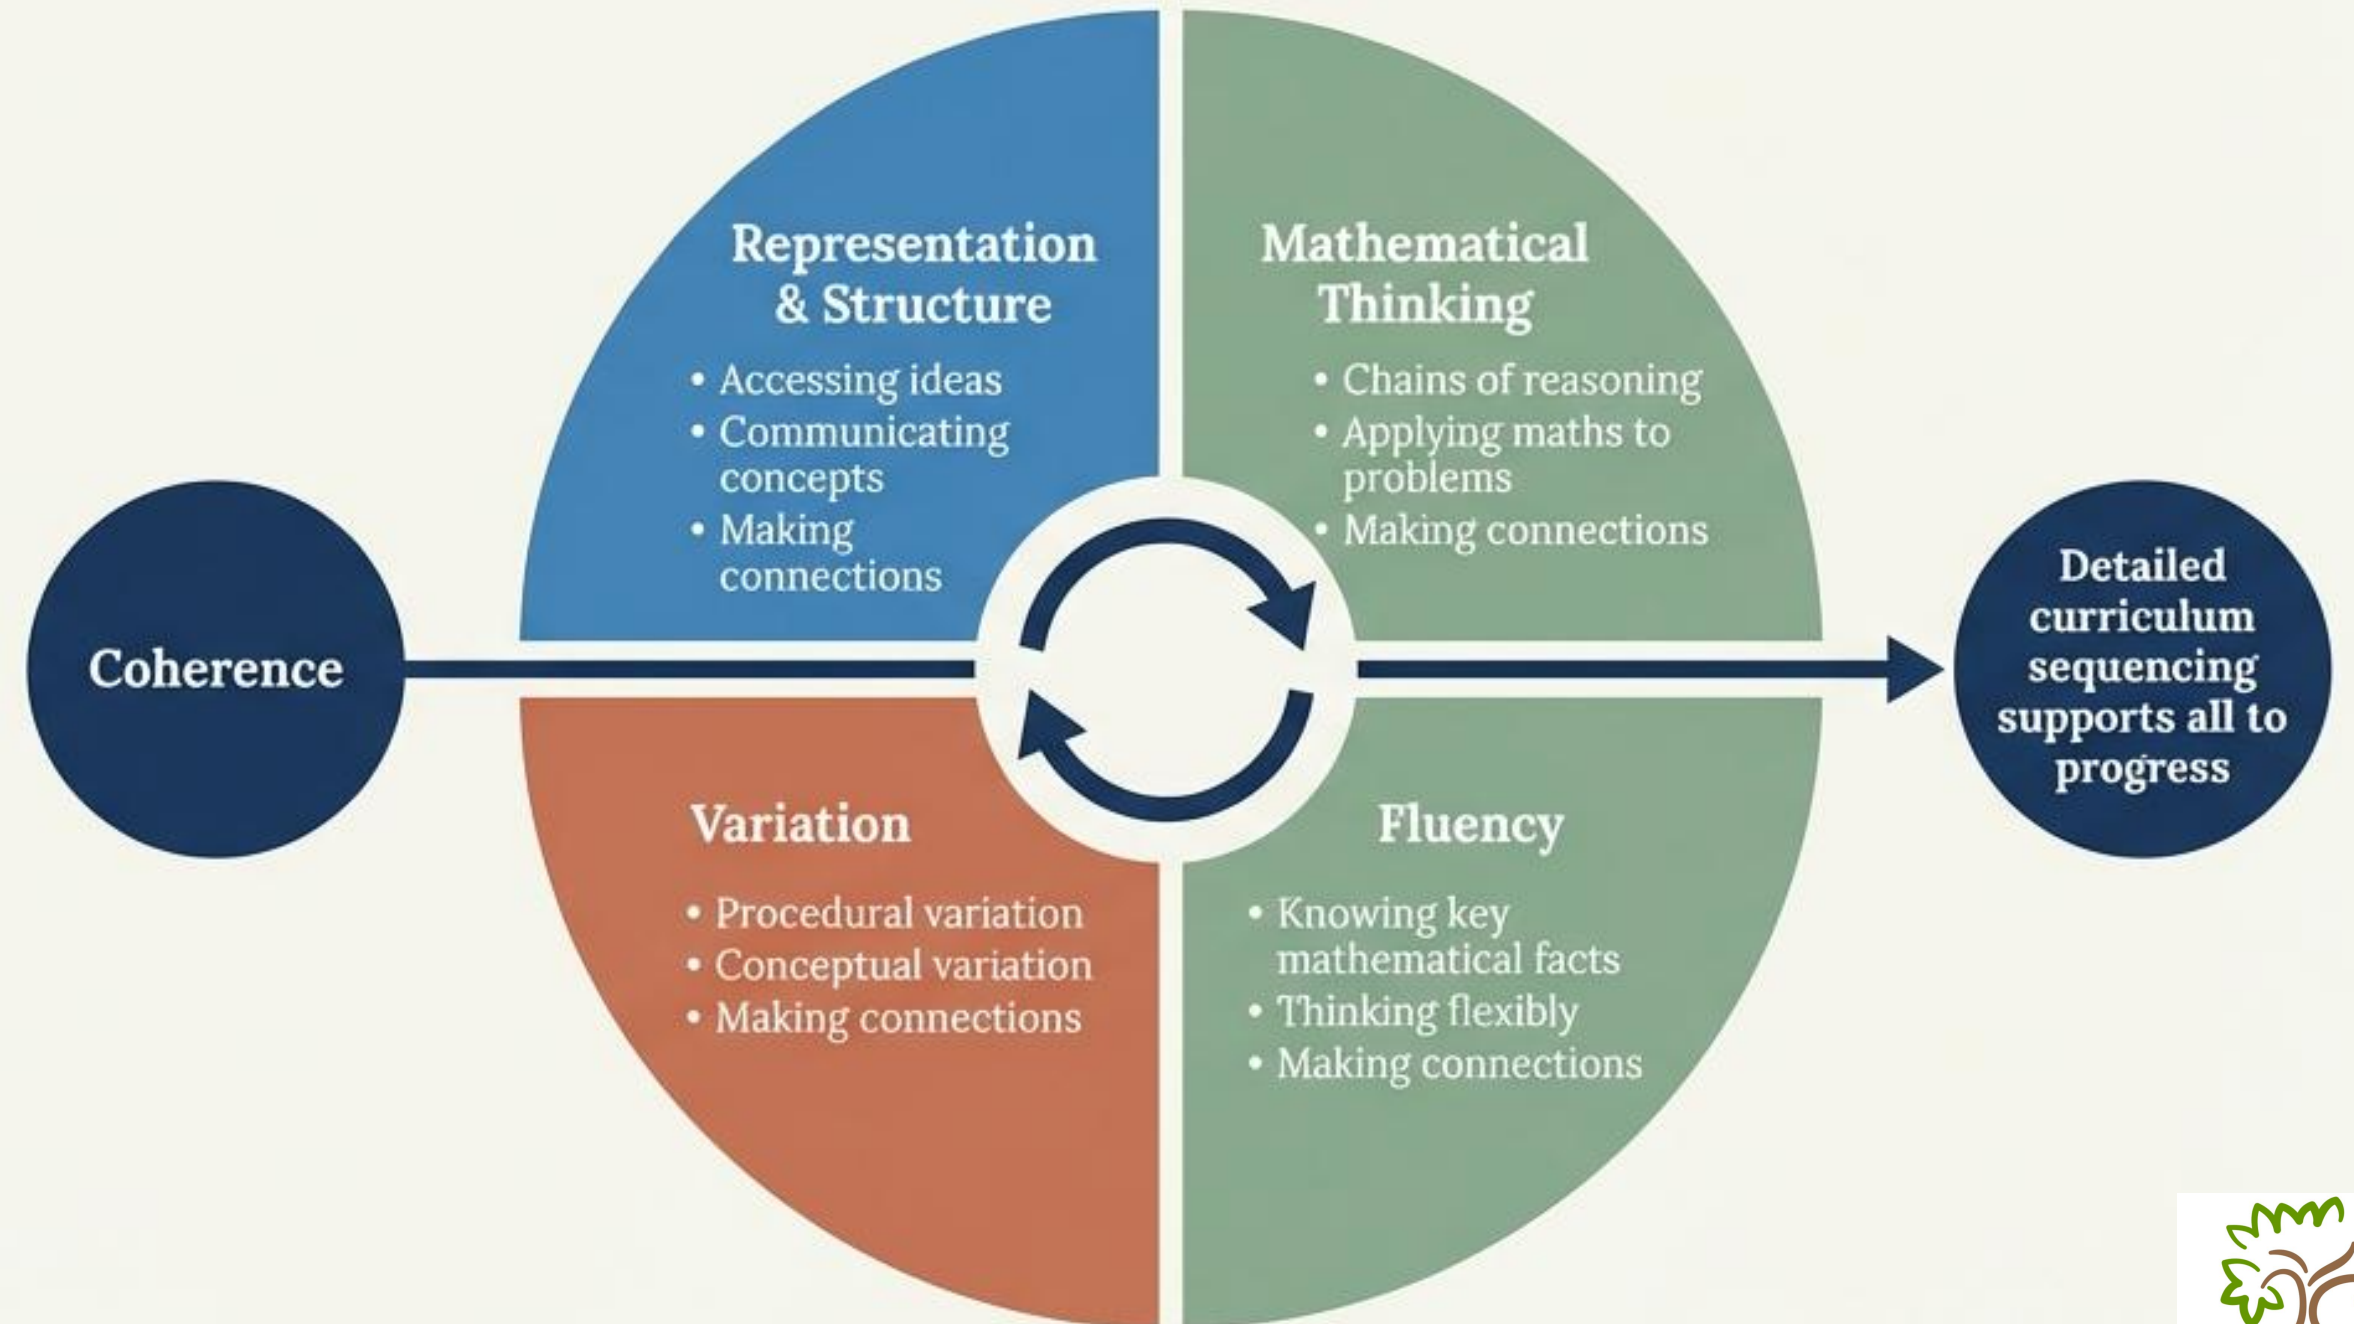 Representation
& Structure
• Accessing ideas
• Communicating
concepts
• Making
connections
Mathematical
Thinking
• Chains of reasoning
• Applying maths to
problems
• Making connections
Coherence
Detailed
curriculum
sequencing
supports all to
progress
Variation
• Procedural variation
• Conceptual variation
• Making connections
Fluency
• Knowing key
mathematical facts
• Thinking flexibly
• Making connections